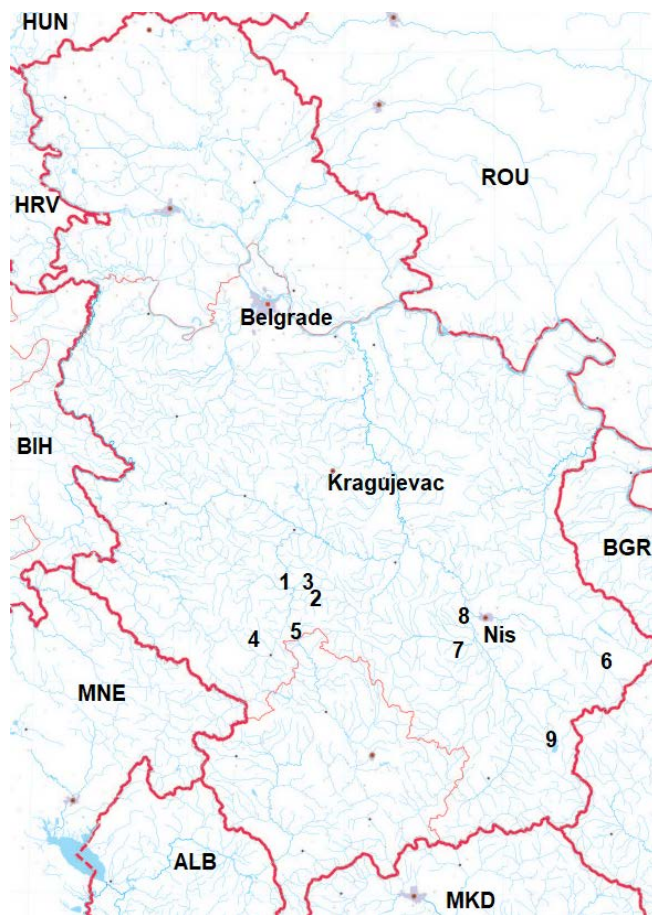 HUN
ROU
HRV
Belgrade
BIH
Kragujevac
BGR
1
3
2
8
Nis
4
5
7
6
MNE
9
ALB
MKD